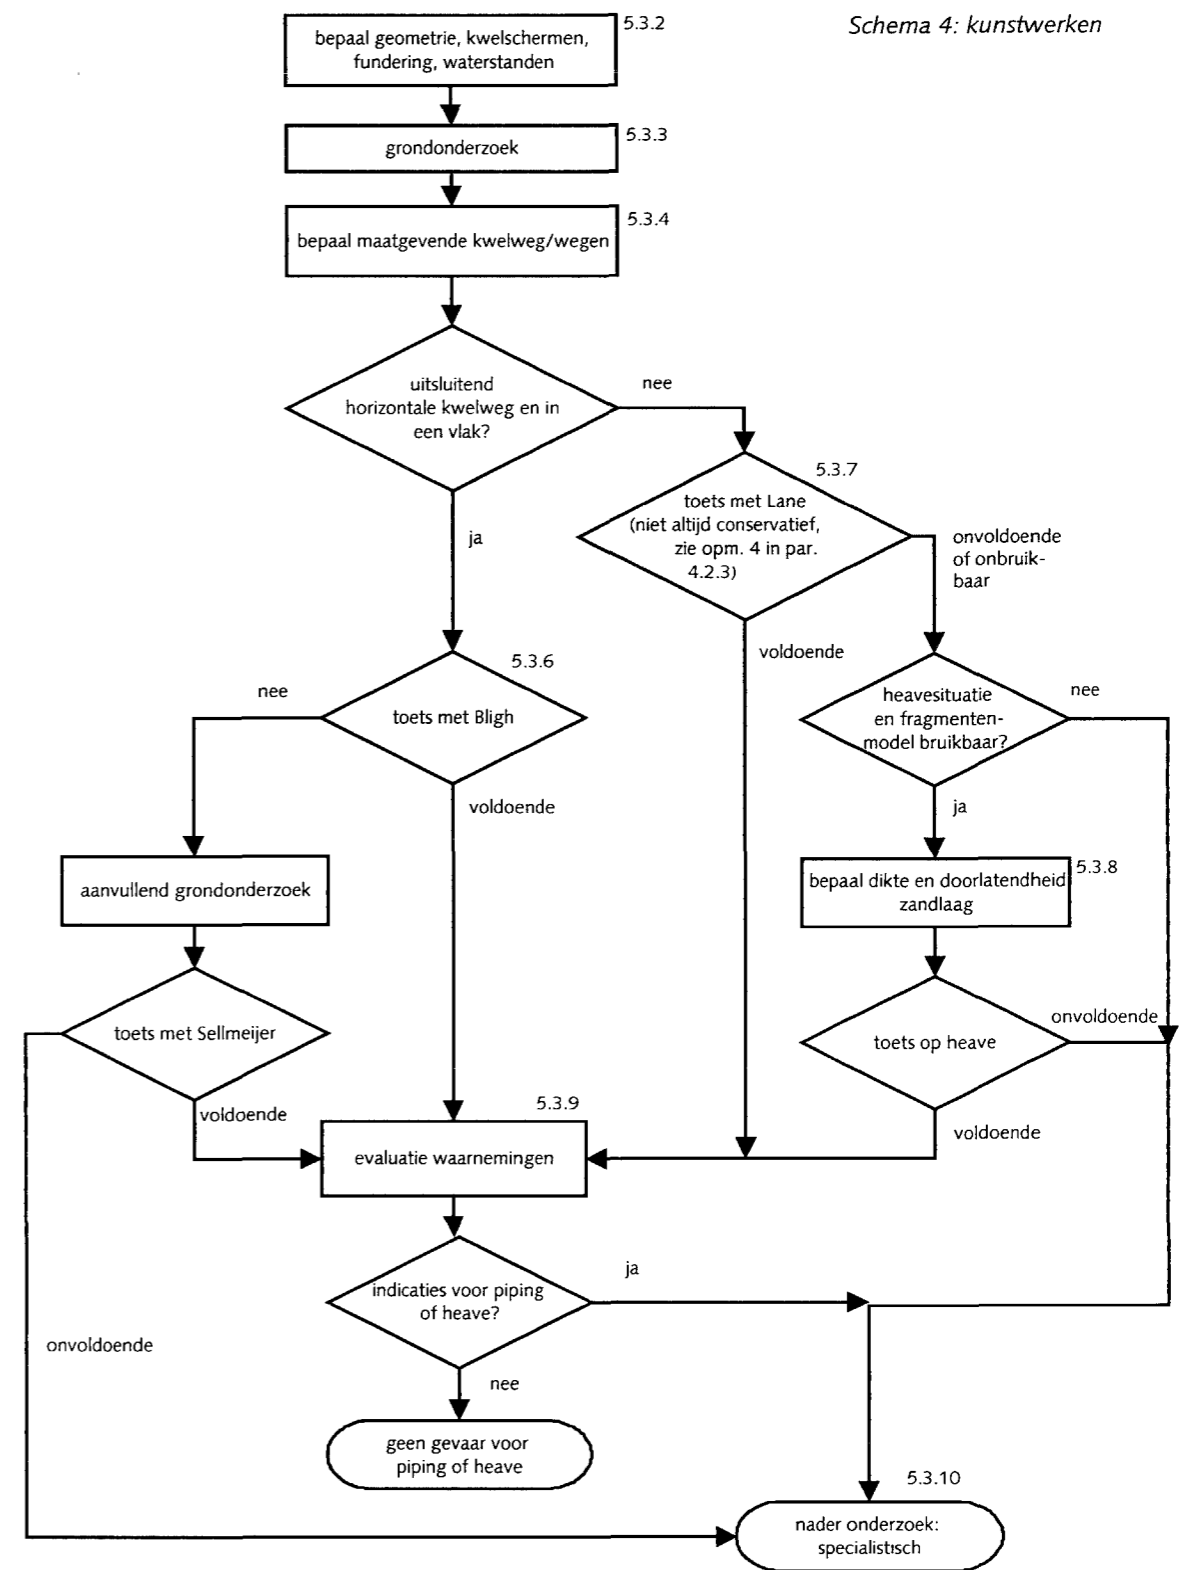 Schema 4: kunstwerken
5.3.2
bepaal geometrie, kwelschermen,
fundering, waterstanden
5.3.3
grondonderzoek
5.3.4
bepaal maatgevende kwelweg/wegen
uitsluitend
horizontale kwelweg en in
een vlak?
nee
ja
5.3.7
toets met Lane
(niet altijd conservatief,
zie opm. 4 in par.
4.2.3)
onvoldoende
of onbruik-
baar
voldoende
5.3.6
toets met Bligh
nee
voldoende
heavesituatie
en fragmenten-
model bruikbaar?
nee
ja
aanvullend grondonderzoek
5.3.8
bepaal dikte en doorlatendheid
zandlaag
toets met Sellmeijer
voldoende
toets op heave
onvoldoende
voldoende
5.3.9
evaluatie waarnemingen
indicaties voor piping
of heave?
ja
nee
onvoldoende
geen gevaar voor
piping of heave
5.3.10
nader onderzoek:
specialistisch